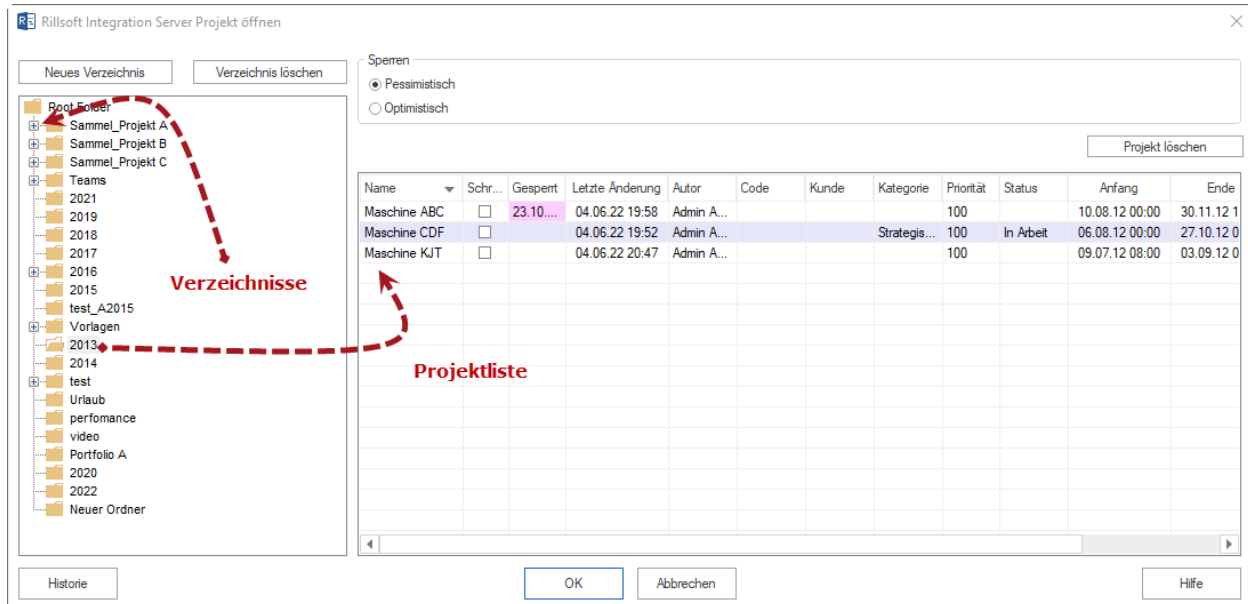 Rillsoft Integration Server Projekt öffnen
Neues Verzeichnis
Verzeichnis löschen
Root Folder
Sammel_Projekt A
Sammel_Projekt B
Sammel_Projekt C
Teams
2021
2019
2018
2017
2016
2015
test_A2015
Vorlagen
2013
2014
test
Urlaub
perfomance
video
Portfolio A
2020
2022
Neuer Ordner
Verzeichnisse
Sperren
Pessimistisch
Optimistisch
Projekt löschen
Name Schr... Gesperrt Letzte Änderung Autor Code Kunde Kategorie Priorität Status Anfang Ende
Maschine ABC 23.10.... 04.06.22 19:58 Admin A... 100 10.08.12 00:00 30.11.12 1
Maschine CDF 04.06.22 19:52 Admin A... Strategis... 100 In Arbeit 06.08.12 00:00 27.10.12 0
Maschine KJT 04.06.22 20:47 Admin A... 100 09.07.12 08:00 03.09.12 0
Projektliste
Historie
OK
Abbrechen
Hilfe